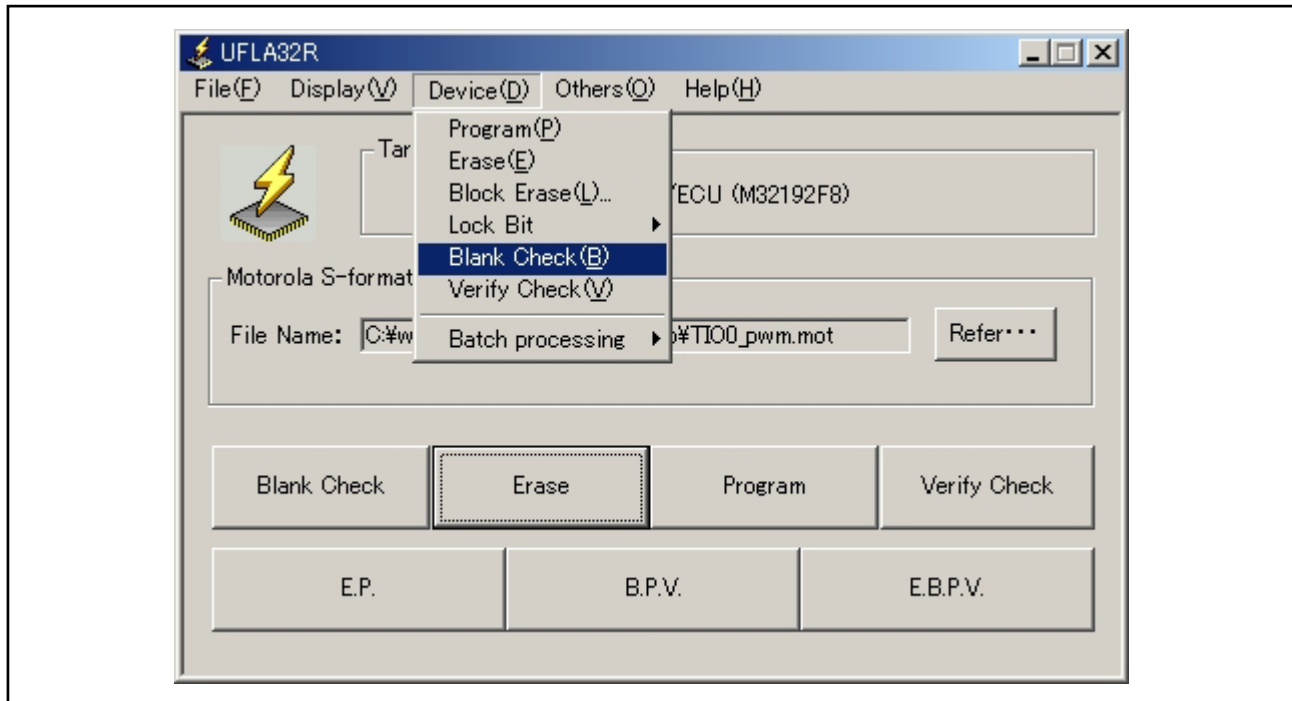 UFLA32R
File(F) Display(V) Device(D) Others(O) Help(H)
Program(P)
Erase(E)
Block Erase(L)...
Lock Bit
Blank Check(B)
Verify Check(V)
Batch processing
Tar
ECU (M32192F8)
Motorola S-format
File Name: C:¥w ¥TIO0_pwm.mot Refer···
Blank Check Erase Program Verify Check
E.P. B.P.V. E.B.P.V.